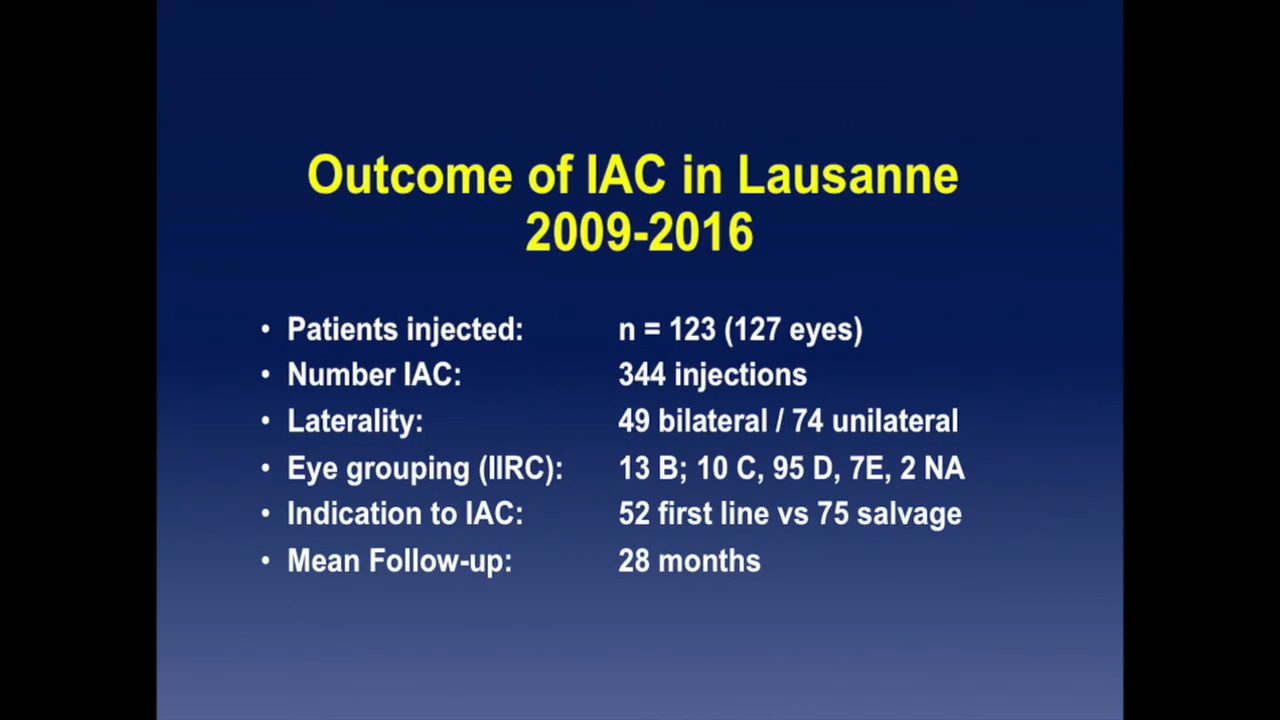 Outcome of IAC in Lausanne
2009-2016
• Patients injected: n = 123 (127 eyes)
• Number IAC: 344 injections
• Laterality: 49 bilateral / 74 unilateral
• Eye grouping (IIRC): 13 B; 10 C, 95 D, 7E, 2 NA
• Indication to IAC: 52 first line vs 75 salvage
• Mean Follow-up: 28 months